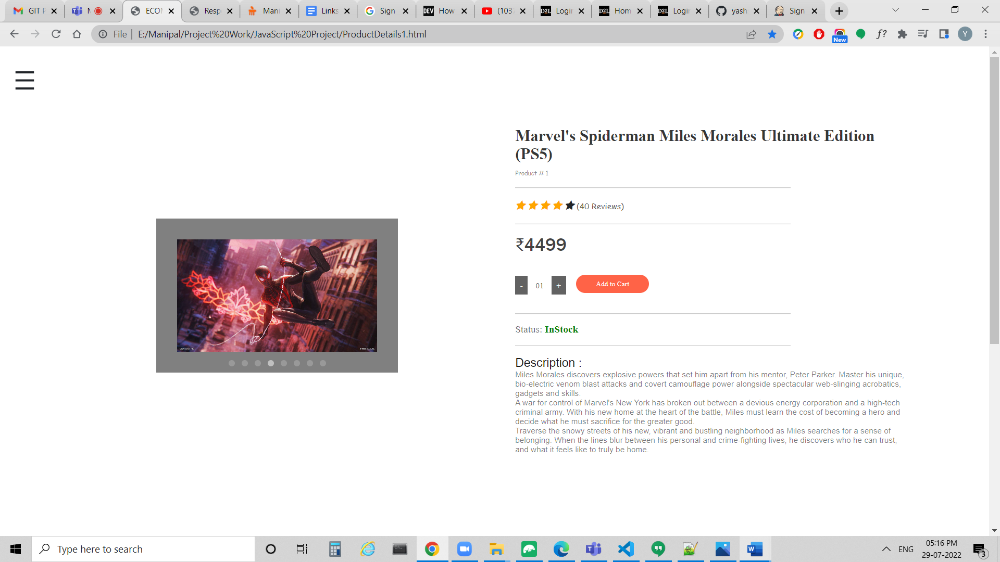 GIT F
M
ECOM
Resp
Mani
Links
Sign
DEV
How
(103
D2L
Login
D2L
Hom
D2L
Login
yash
Sign
File
E:/Manipal/Project%20Work/JavaScript%20Project/ProductDetails1.html
New
f?
Y
Marvel's Spiderman Miles Morales Ultimate Edition
(PS5)
Product # 1
(40 Reviews)
₹4499
-
01
+
Add to Cart
Status: InStock
Description :
Miles Morales discovers explosive powers that set him apart from his mentor, Peter Parker. Master his unique,
bio-electric venom blast attacks and covert camouflage power alongside spectacular web-slinging acrobatics,
gadgets and skills.
A war for control of Marvel's New York has broken out between a devious energy corporation and a high-tech
criminal army. With his new home at the heart of the battle, Miles must learn the cost of becoming a hero and
decide what he must sacrifice for the greater good.
Traverse the snowy streets of his new, vibrant and bustling neighborhood as Miles searches for a sense of
belonging. When the lines blur between his personal and crime-fighting lives, he discovers who he can trust,
and what it feels like to truly be home.
Type here to search
ENG
05:16 PM
29-07-2022
3